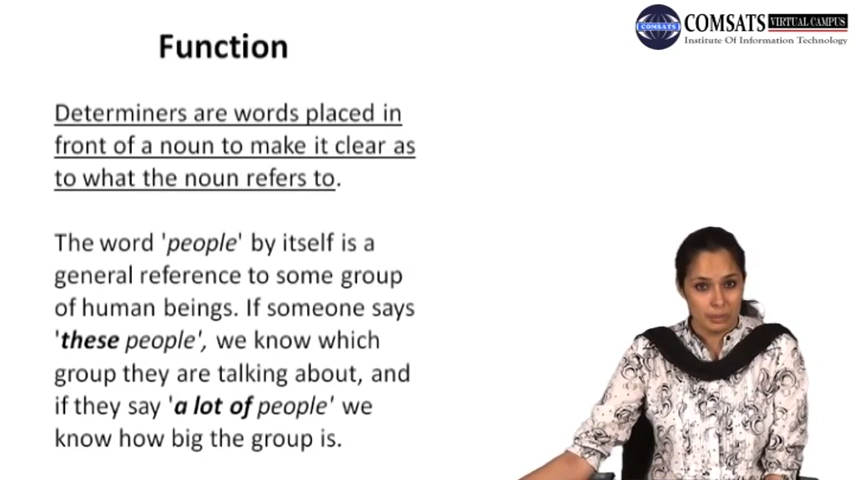 Function
COMSATS VIRTUAL CAMPUS
COMSATS
Institute Of Information Technology
Determiners are words placed in
front of a noun to make it clear as
to what the noun refers to.
The word 'people' by itself is a
general reference to some group
of human beings. If someone says
'these people', we know which
group they are talking about, and
if they say 'a lot of people' we
know how big the group is.